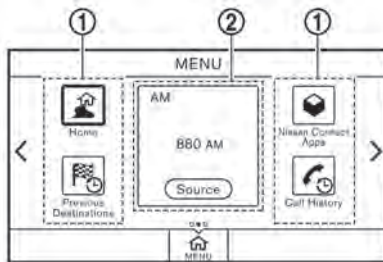 ① ② ①
MENU
AM
880 AM
Source
Home
Previous
Destinations
Nissan Connect
Apps
Call History
MENU